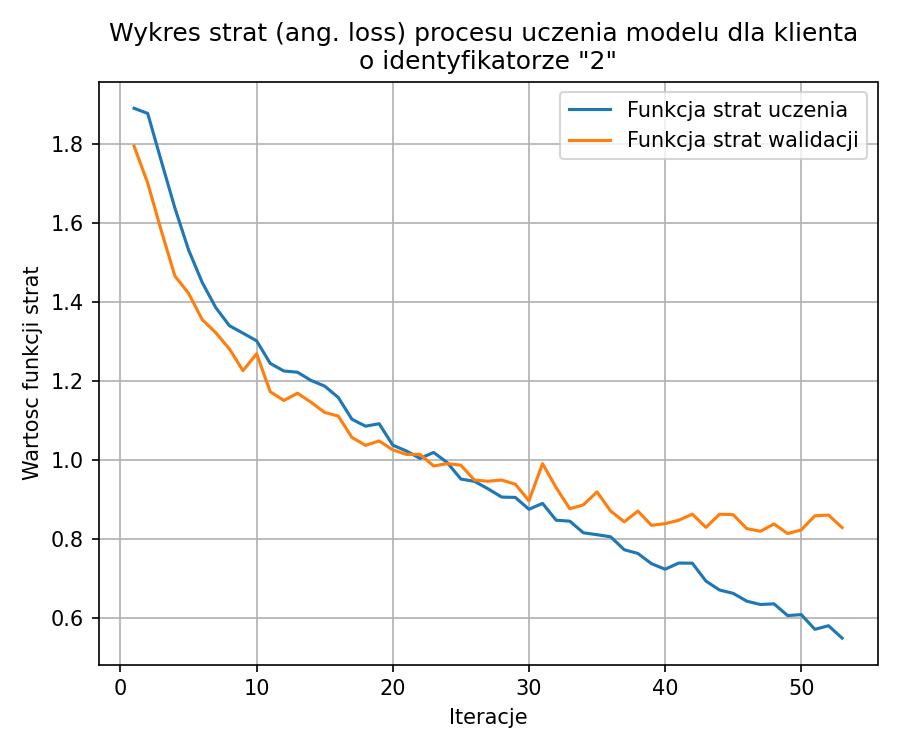 Wykres strat (ang. loss) procesu uczenia modelu dla klienta
o identyfikatorze "2"
Funkcja strat uczenia
Funkcja strat walidacji
Wartosc funkcji strat
1.8
1.6
1.4
1.2
1.0
0.8
0.6
0 10 20 30 40 50
Iteracje